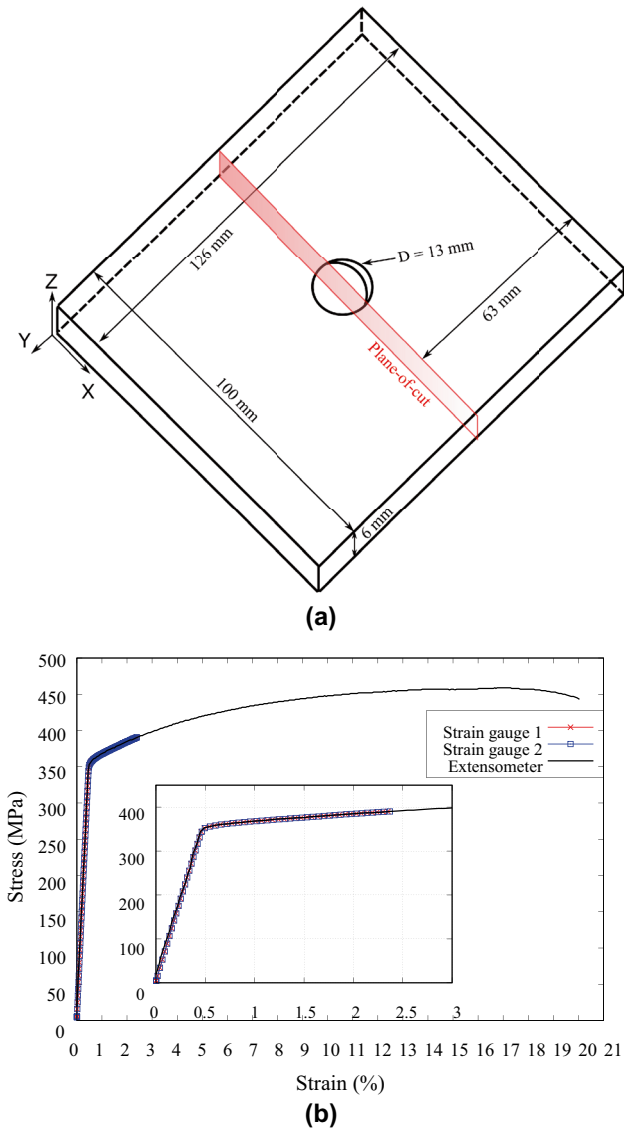 D = 13 mm
126 mm
63 mm
Z
Y
X
Plane-of-cut
100 mm
6 mm
(a)
500
450
400
350
300
250
200
150
100
50
0
Stress (MPa)
Strain gauge 1
Strain gauge 2
Extensometer
400
300
200
100
0
0 0.5 1 1.5 2 2.5 3
0 1 2 3 4 5 6 7 8 9 10 11 12 13 14 15 16 17 18 19 20 21
Strain (%)
(b)